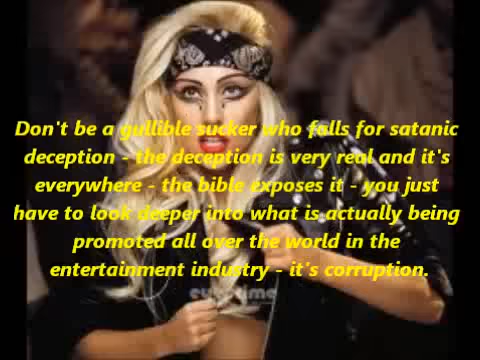 Don't be a gullible sucker who falls for satanic
deception - the deception is very real and it's
everywhere - the bible exposes it - you just
have to look deeper into what is actually being
promoted all over the world in the
entertainment industry - it's corruption.